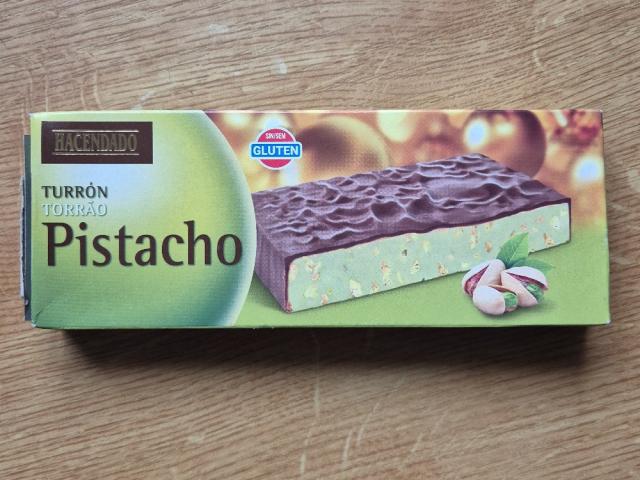 HACENDADO
TURRÓN
TORRÃO
Pistacho
SIN/SEM
GLUTEN